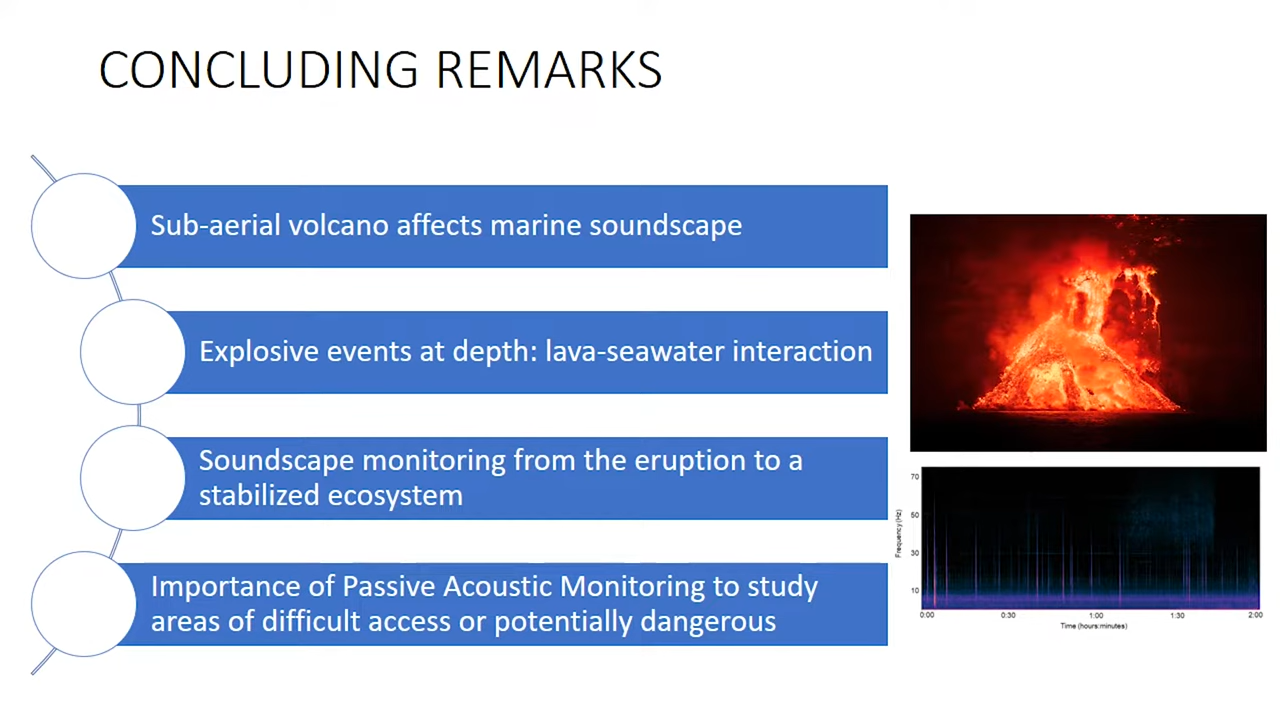 CONCLUDING REMARKS
Sub-aerial volcano affects marine soundscape
Explosive events at depth: lava-seawater interaction
Soundscape monitoring from the eruption to a
stabilized ecosystem
Importance of Passive Acoustic Monitoring to study
areas of difficult access or potentially dangerous
70
50
30
10
Frequency (Hz)
0:00
0:30
1:00
1:30
2:00
Time (hours:minutes)